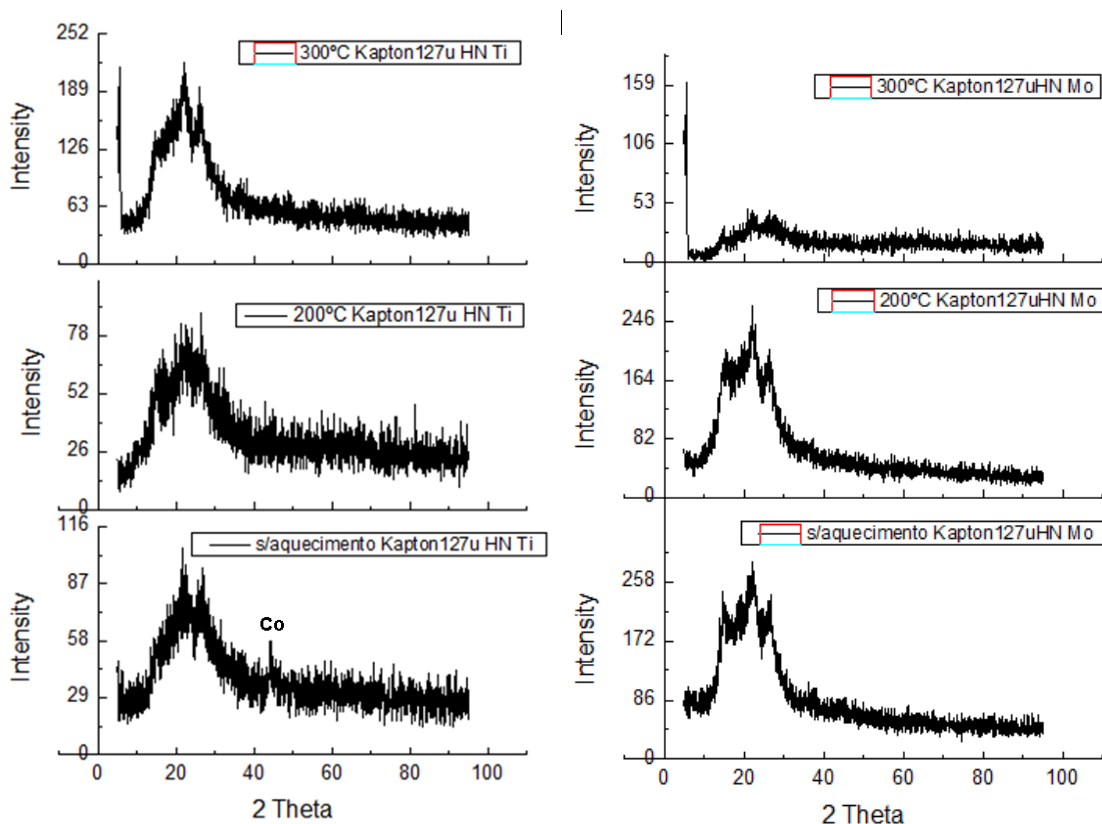 252
189
126
63
0
Intensity
300ºC Kapton127u HN Ti
78
52
26
0
Intensity
200ºC Kapton127u HN Ti
116
87
58
29
0
Intensity
s/aquecimento Kapton127u HN Ti
Co
0 20 40 60 80 100
2 Theta
159
106
53
0
Intensity
300ºC Kapton127uHN Mo
246
164
82
0
Intensity
200ºC Kapton127uHN Mo
258
172
86
0
Intensity
s/aquecimento Kapton127uHN Mo
0 20 40 60 80 100
2 Theta